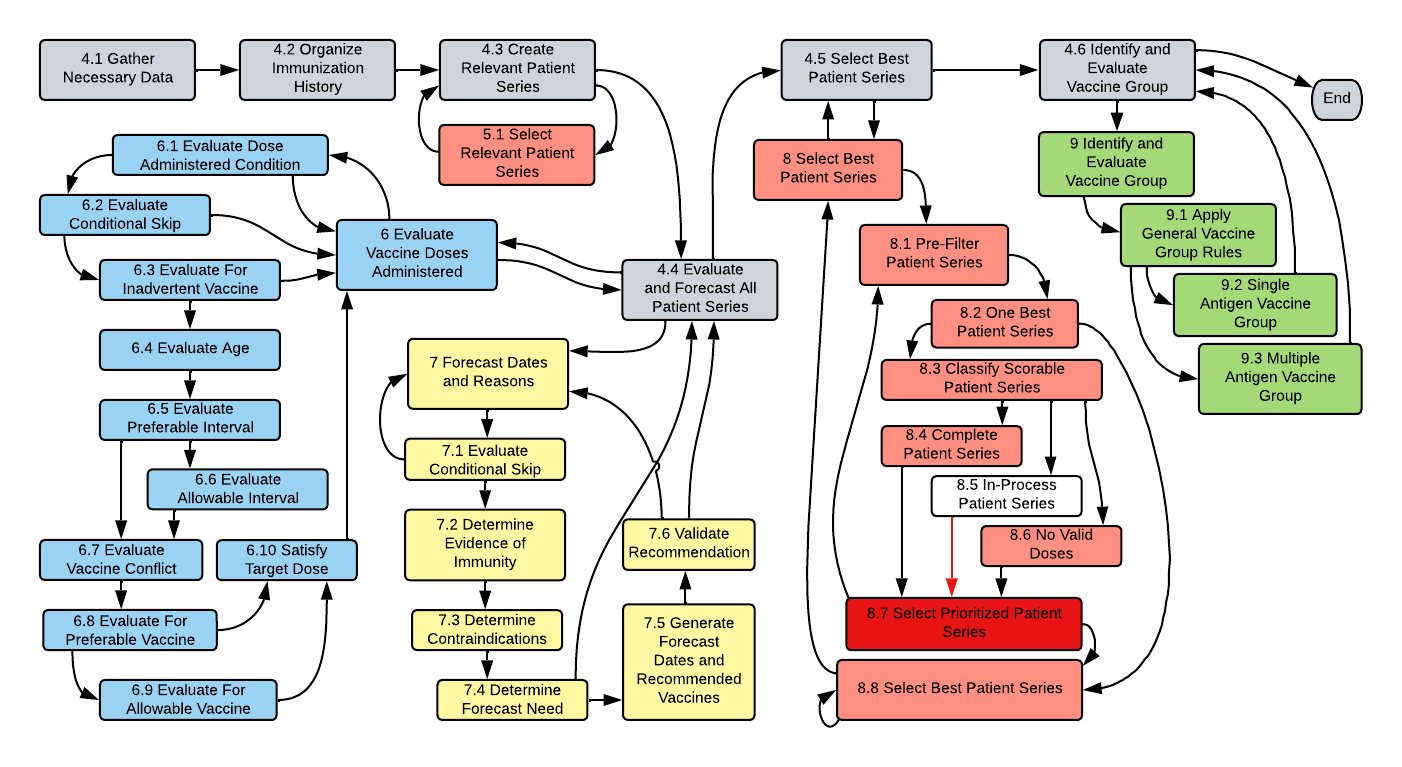 4.1 Gather
Necessary Data
4.2 Organize
Immunization
History
4.3 Create
Relevant Patient
Series
5.1 Select
Relevant Patient
Series
6.1 Evaluate Dose
Administered Condition
6.2 Evaluate
Conditional Skip
6 Evaluate
Vaccine Doses
Administered
6.3 Evaluate For
Inadvertent Vaccine
6.4 Evaluate Age
6.5 Evaluate
Preferable Interval
6.6 Evaluate
Allowable Interval
6.7 Evaluate
Vaccine Conflict
6.10 Satisfy
Target Dose
6.8 Evaluate For
Preferable Vaccine
6.9 Evaluate For
Allowable Vaccine
4.4 Evaluate
and Forecast All
Patient Series
7 Forecast Dates
and Reasons
7.1 Evaluate
Conditional Skip
7.2 Determine
Evidence of
Immunity
7.3 Determine
Contraindications
7.4 Determine
Forecast Need
7.5 Generate
Forecast
Dates and
Recommended
Vaccines
7.6 Validate
Recommendation
4.5 Select Best
Patient Series
8 Select Best
Patient Series
8.1 Pre-Filter
Patient Series
8.2 One Best
Patient Series
8.3 Classify Scorable
Patient Series
8.4 Complete
Patient Series
8.5 In-Process
Patient Series
8.6 No Valid
Doses
8.7 Select Prioritized Patient
Series
8.8 Select Best Patient Series
4.6 Identify and
Evaluate
Vaccine Group
End
9 Identify and
Evaluate
Vaccine Group
9.1 Apply
General Vaccine
Group Rules
9.2 Single
Antigen Vaccine
Group
9.3 Multiple
Antigen Vaccine
Group